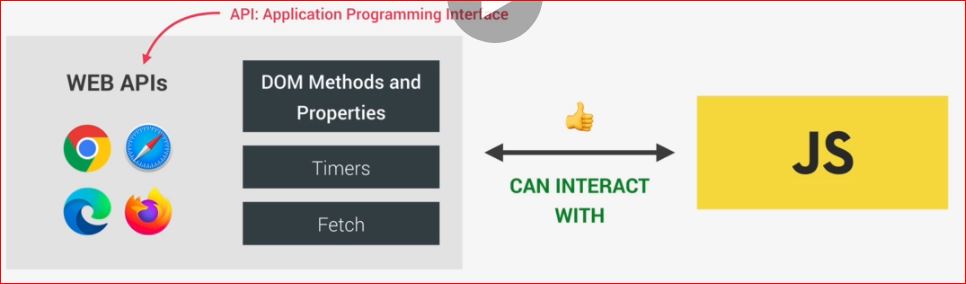 API: Application Programming Interface
WEB APIs
DOM Methods and
Properties
Timers
Fetch
CAN INTERACT
WITH
JS